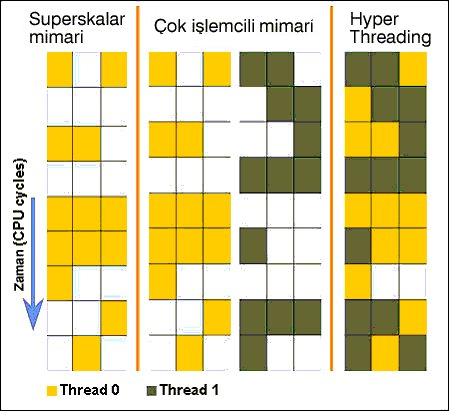 Superskalar
mimari
Çok işlemcili mimari
Hyper
Threading
Zaman (CPU cycles)
Thread 0
Thread 1